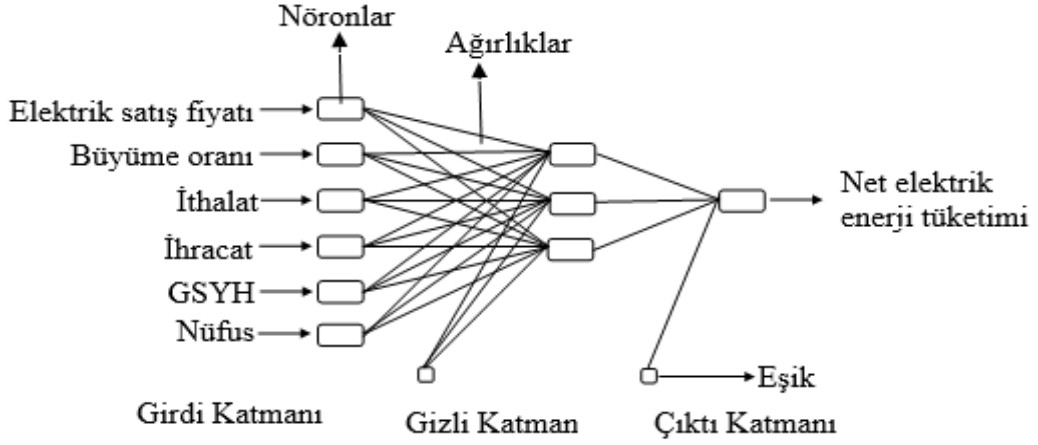 Nöronlar
Ağırlıklar
Elektrik satış fiyatı
Büyüme oranı
İthalat
İhracat
GSYH
Nüfus
Net elektrik
enerji tüketimi
Eşik
Girdi Katmanı
Gizli Katman
Çıktı Katmanı